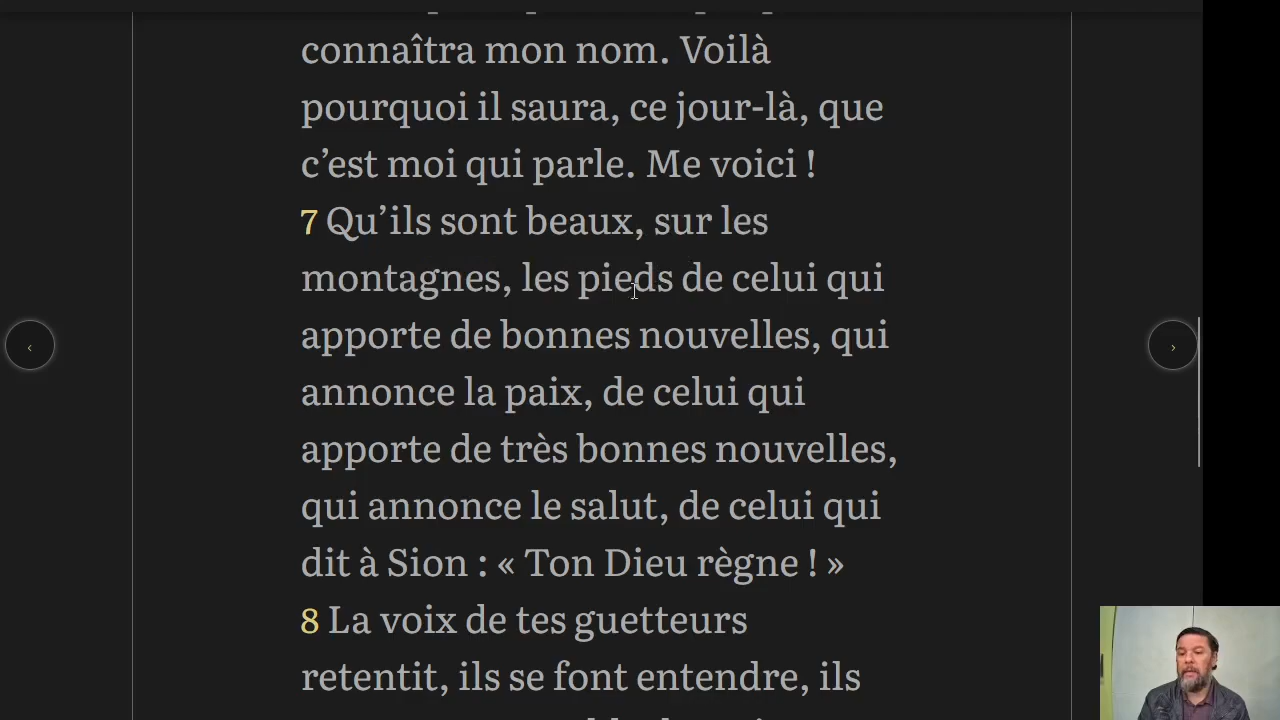 connaîtra mon nom. Voilà
pourquoi il saura, ce jour-là, que
c’est moi qui parle. Me voici !
7 Qu’ils sont beaux, sur les
montagnes, les pieds de celui qui
apporte de bonnes nouvelles, qui
annonce la paix, de celui qui
apporte de très bonnes nouvelles,
qui annonce le salut, de celui qui
dit à Sion : « Ton Dieu règne ! »
8 La voix de tes guetteurs
retentit, ils se font entendre, ils